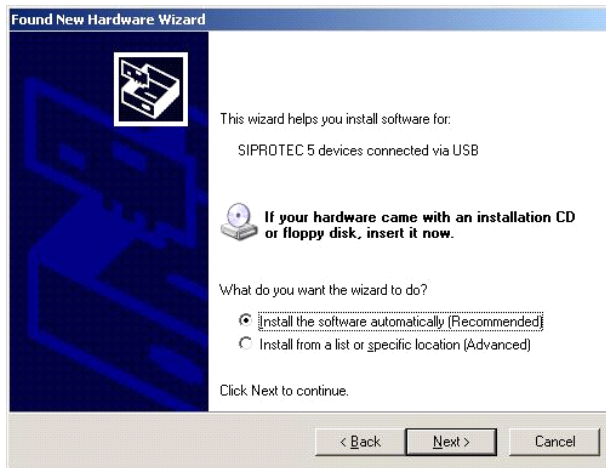 Found New Hardware Wizard
This wizard helps you install software for:
SIPROTEC 5 devices connected via USB
If your hardware came with an installation CD
or floppy disk, insert it now.
What do you want the wizard to do?
Install the software automatically (Recommended)
Install from a list or specific location (Advanced)
Click Next to continue.
< Back Next > Cancel